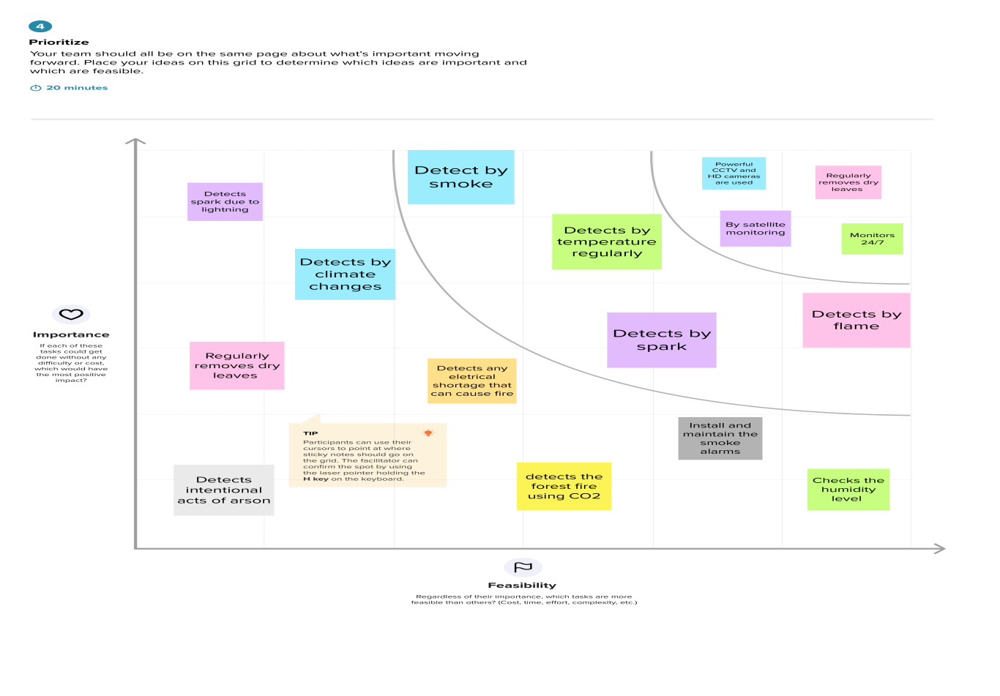 4
Prioritize
Your team should all be on the same page about what's important moving
forward. Place your ideas on this grid to determine which ideas are important and
which are feasible.
20 minutes
Detects
spark due to
lightning
Detect by
smoke
Powerful
CCTV and
HD cameras
are used
Regularly
removes dry
leaves
By satellite
monitoring
Monitors
24/7
Detects by
temperature
regularly
Detects by
climate
changes
Detects by
flame
Detects by
spark
Importance
If each of these
tasks could get
done without any
difficulty or cost,
which would have
the most positive
impact?
Regularly
removes dry
leaves
Detects any
eletrical
shortage that
can cause fire
Install and
maintain the
smoke
alarms
TIP
Participants can use their
cursors to point at where
sticky notes should go on
the grid. The facilitator can
confirm the spot by using
the laser pointer holding the
H key on the keyboard.
Detects
intentional
acts of arson
detects the
forest fire
using CO2
Checks the
humidity
level
Feasibility
Regardless of their importance, which tasks are more
feasible than others? (Cost, time, effort, complexity, etc.)